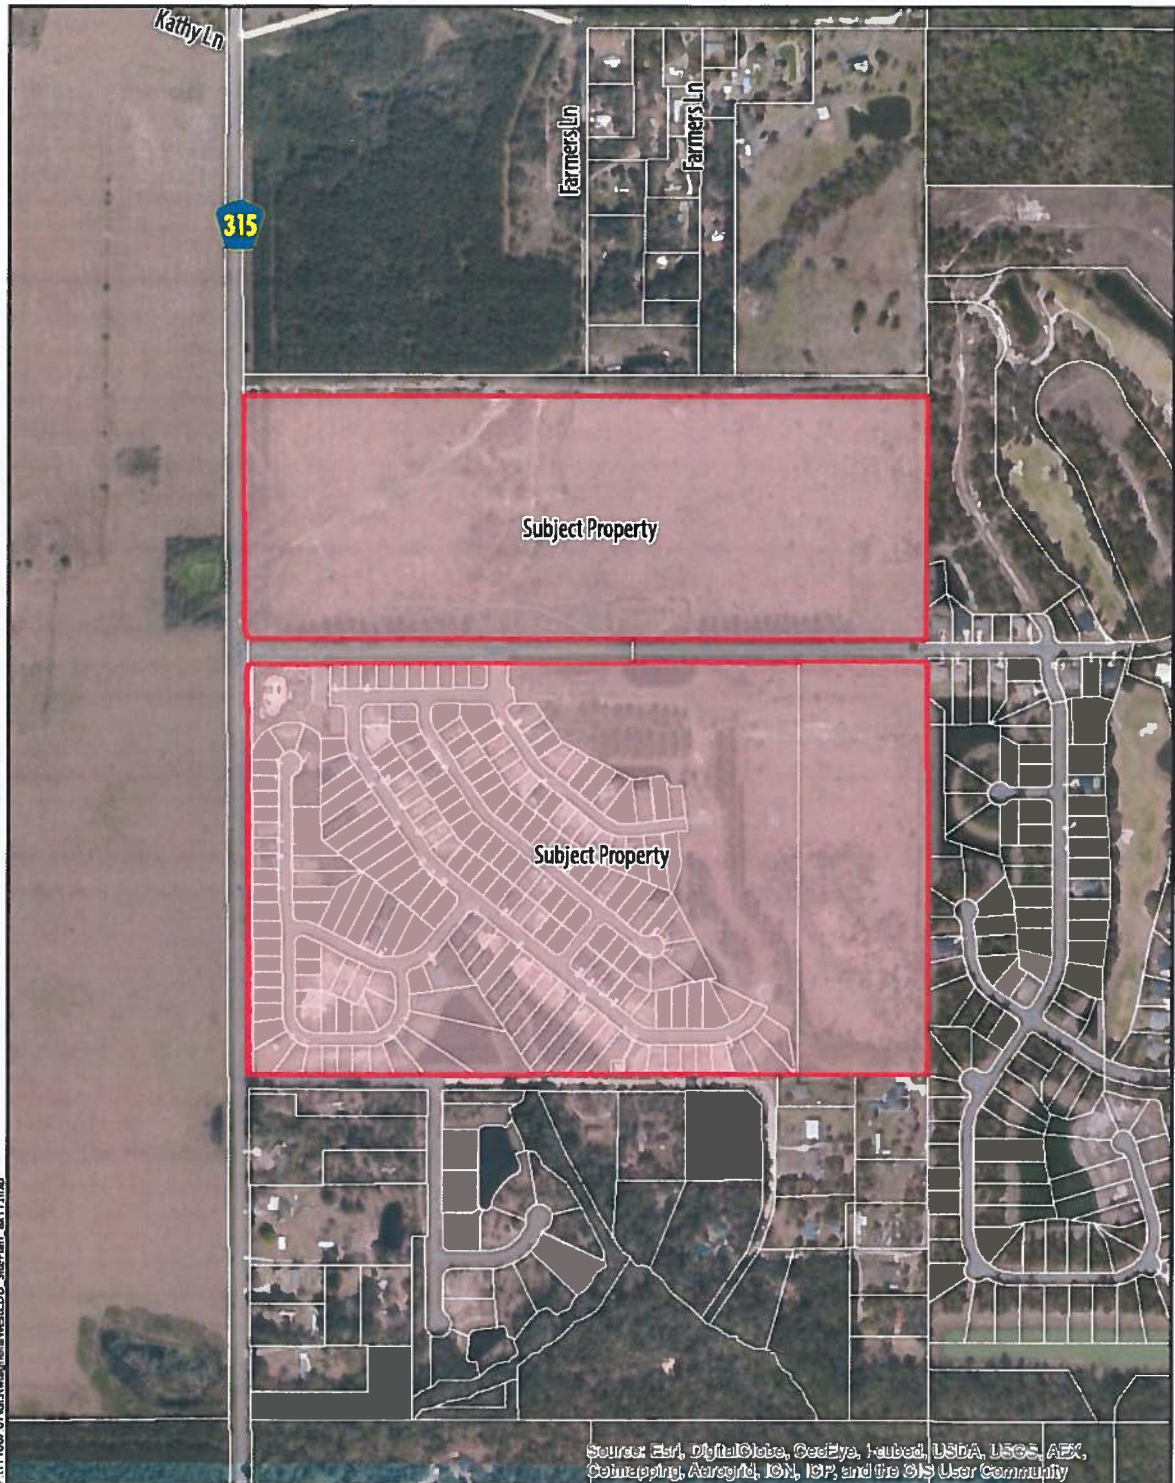 Kathy Ln
Farmers Ln
Farmers Ln
315
Subject Property
Subject Property
Source: Esri, DigitalGlobe, GeoEye, i-cubed, USDA, USGS, AEX,
Getmapping, Aerogrid, IGN, IGP, and the GIS User Community